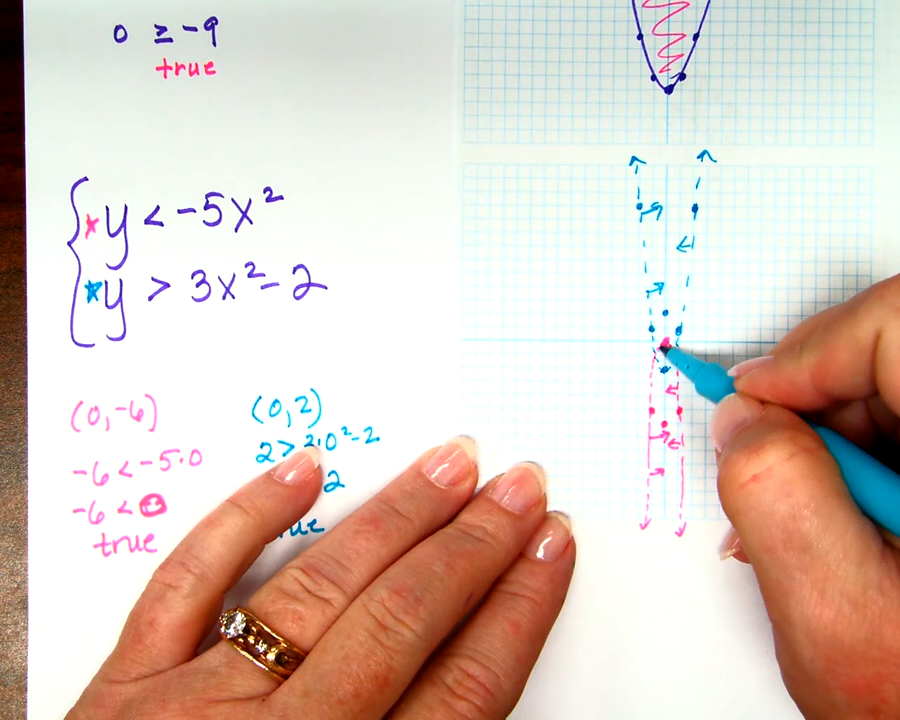 0 ≥ -9
true
* y < -5x²
* y > 3x² - 2
(0,-6)
-6 < -5·0
-6 <
true
(0,2)
2 > 3·0² - 2
2